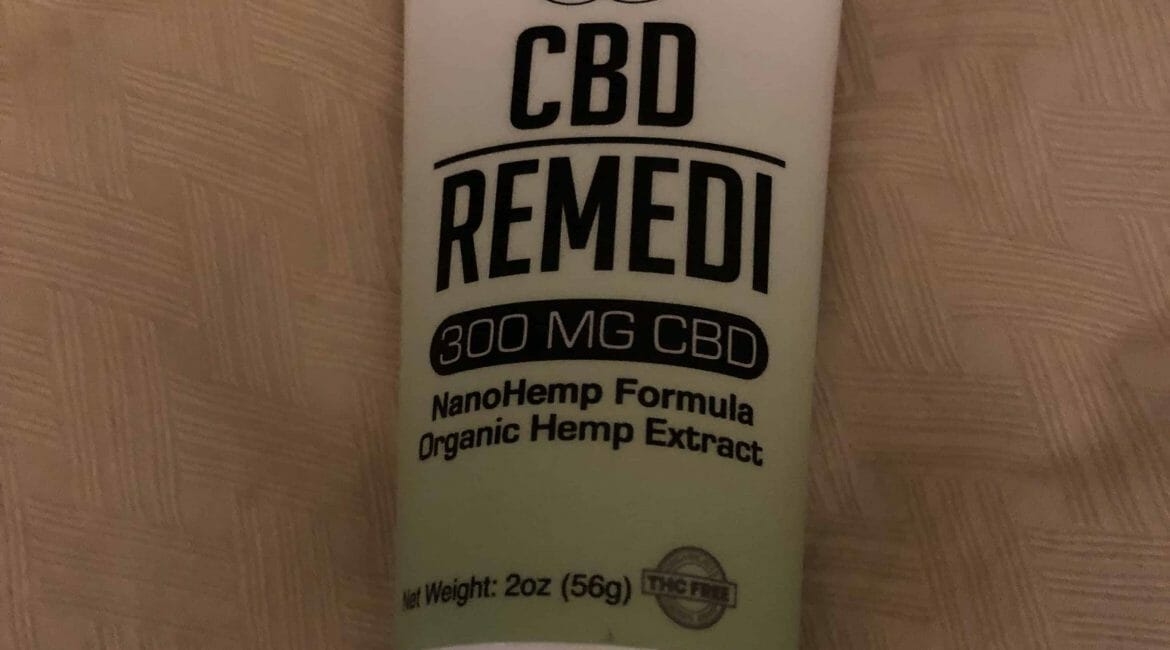 CBD
REMEDI
300 MG CBD
NanoHemp Formula
Organic Hemp Extract
Net Weight: 2oz (56g)
THC FREE